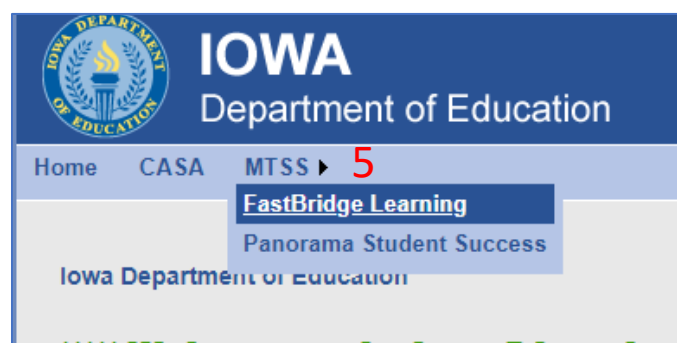 IOWA DEPARTMENT
OF EDUCATION
IOWA
Department of Education
Home CASA MTSS 5
FastBridge Learning
Panorama Student Success
Iowa Department of Education